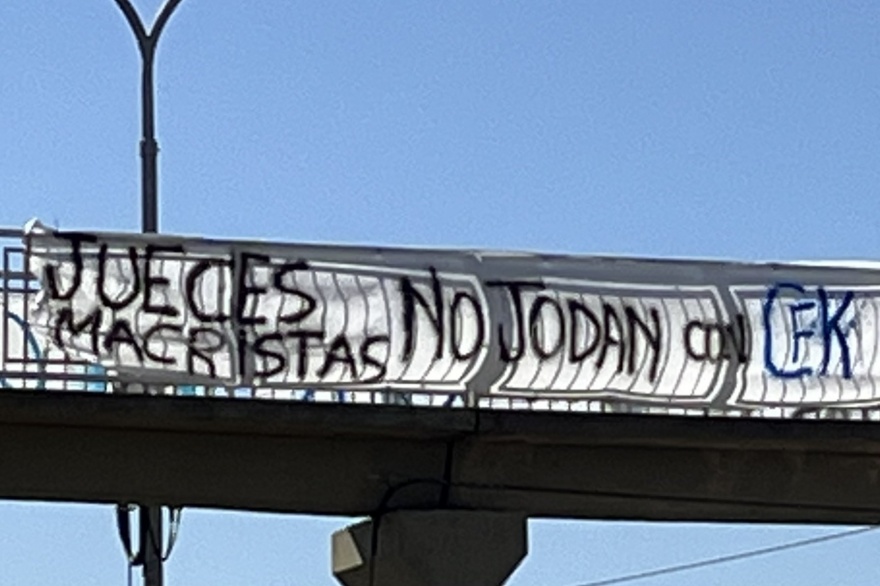 JUECES NO JODAN CON CFK
MACRISTAS